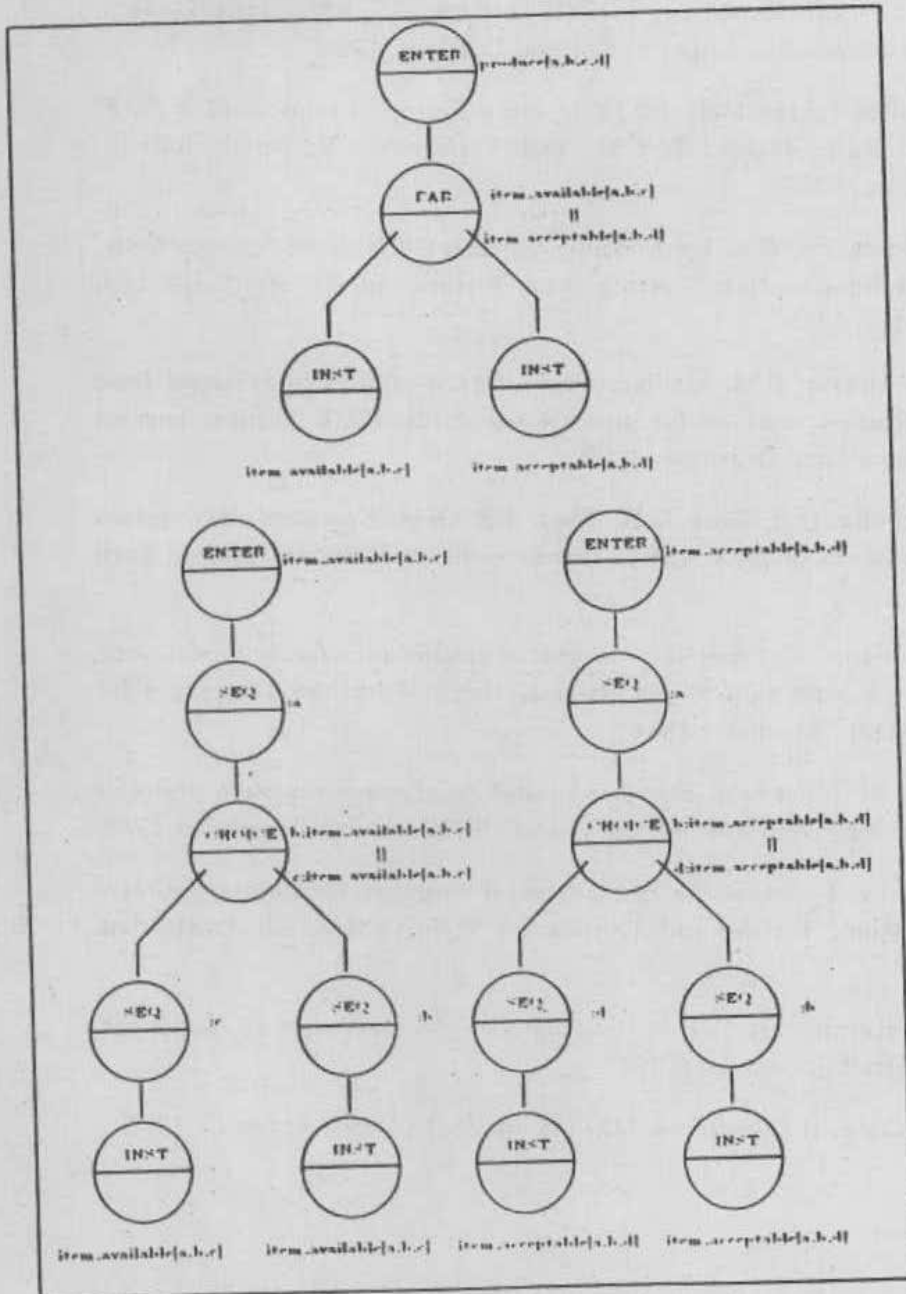 ENTER produce[a,b,c,d]
PAR item_available[a,b,c]
||
item_acceptable[a,b,d]
INST INST
item_available[a,b,c] item_acceptable[a,b,d]
ENTER item_available[a,b,c] ENTER item_acceptable[a,b,d]
SEQ :a SEQ :a
CHOICE b;item_available[a,b,c] CHOICE b;item_acceptable[a,b,d]
[] []
c;item_available[a,b,c] d;item_acceptable[a,b,d]
SEQ :c SEQ :b SEQ :d SEQ :b
INST INST INST INST
item_available[a,b,c] item_available[a,b,c] item_acceptable[a,b,d] item_acceptable[a,b,d]